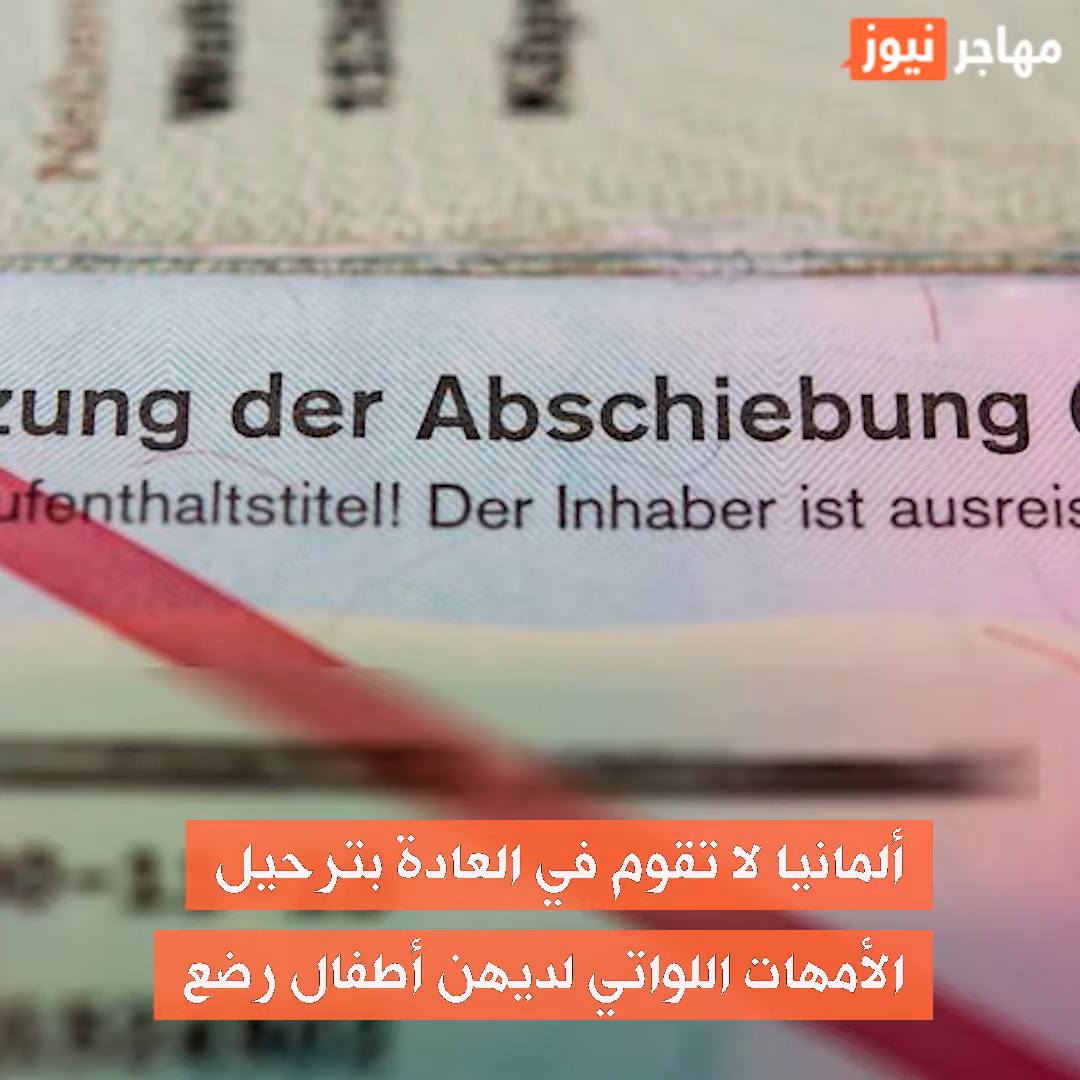 مهاجر نيوز
zung der Abschiebung
ufenthaltstitel! Der Inhaber ist ausreis
ألمانيا لا تقوم في العادة بترحيل
الأمهات اللواتي لديهن أطفال رضع